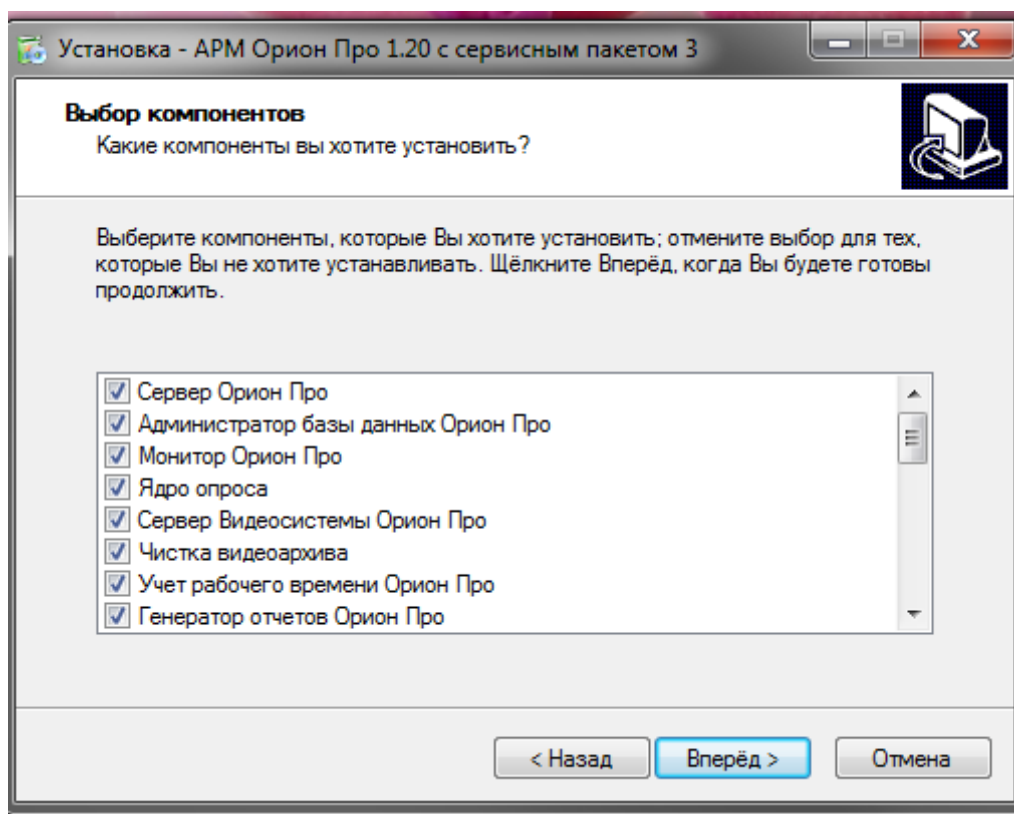 Установка - АРМ Орион Про 1.20 с сервисным пакетом 3
Выбор компонентов
Какие компоненты вы хотите установить?
Выберите компоненты, которые Вы хотите установить; отмените выбор для тех,
которые Вы не хотите устанавливать. Щёлкните Вперёд, когда Вы будете готовы
продолжить.
Сервер Орион Про
Администратор базы данных Орион Про
Монитор Орион Про
Ядро опроса
Сервер Видеосистемы Орион Про
Чистка видеоархива
Учет рабочего времени Орион Про
Генератор отчетов Орион Про
< Назад
Вперёд >
Отмена